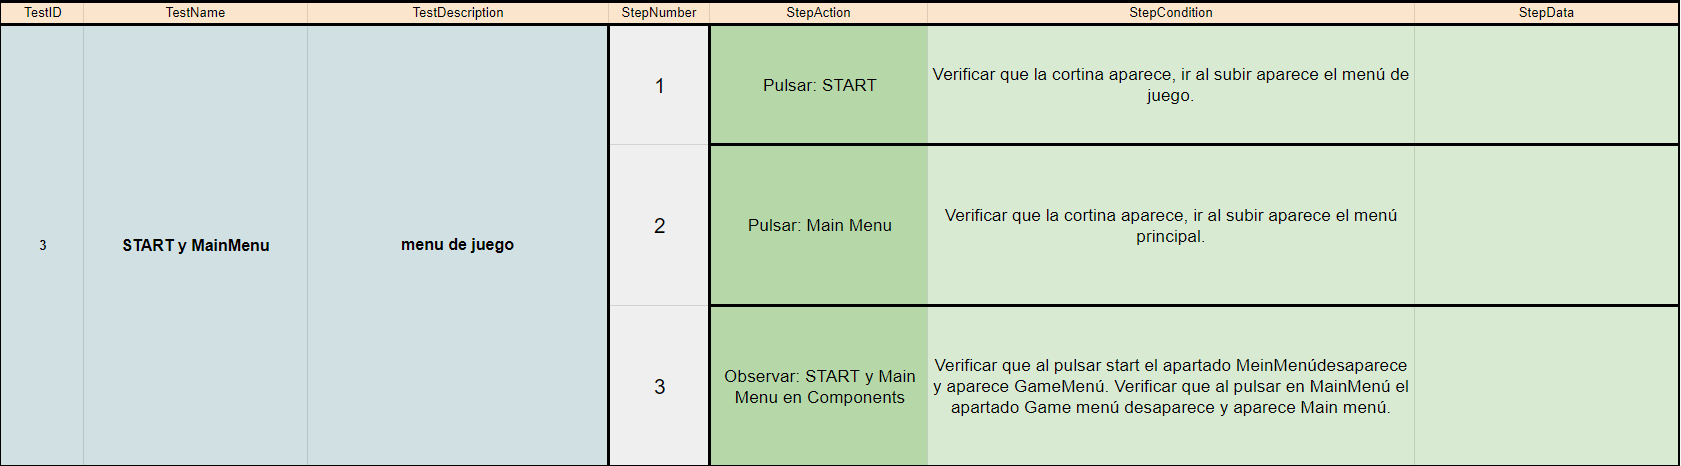 TestID TestName TestDescription StepNumber StepAction StepCondition StepData
3
START y MainMenu
menu de juego
1
Pulsar: START
Verificar que la cortina aparece, ir al subir aparece el menú de
juego.
2
Pulsar: Main Menu
Verificar que la cortina aparece, ir al subir aparece el menú
principal.
3
Observar: START y Main
Menu en Components
Verificar que al pulsar start el apartado MeinMenúdesaparece
y aparece GameMenú. Verificar que al pulsar en MainMenú el
apartado Game menú desaparece y aparece Main menú.